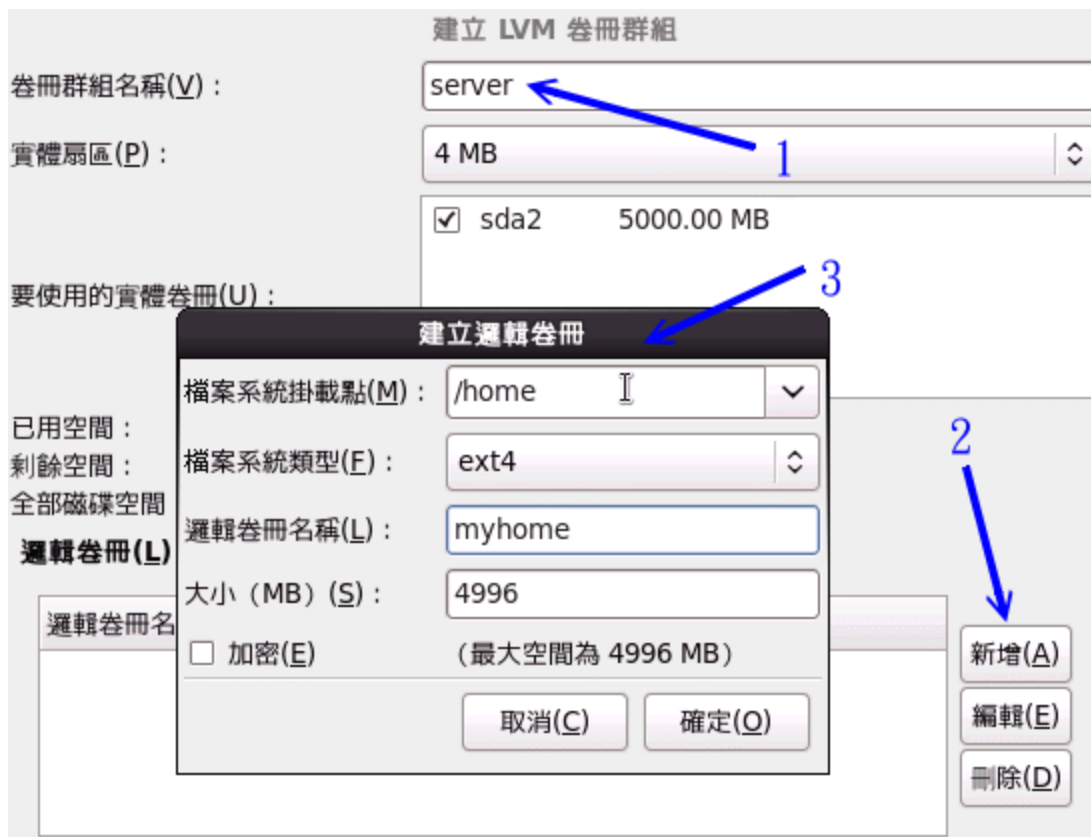 建立 LVM 卷冊群組
卷冊群組名稱(V)：
server
實體扇區(P)：
4 MB
1
sda2 5000.00 MB
要使用的實體卷冊(U)：
3
建立邏輯卷冊
檔案系統掛載點(M)：
/home
檔案系統類型(F)：
ext4
邏輯卷冊名稱(L)：
myhome
大小（MB）(S)：
4996
加密(E)
（最大空間為 4996 MB）
取消(C)
確定(O)
已用空間：
剩餘空間：
全部磁碟空間
邏輯卷冊(L)
邏輯卷冊名
2
新增(A)
編輯(E)
刪除(D)